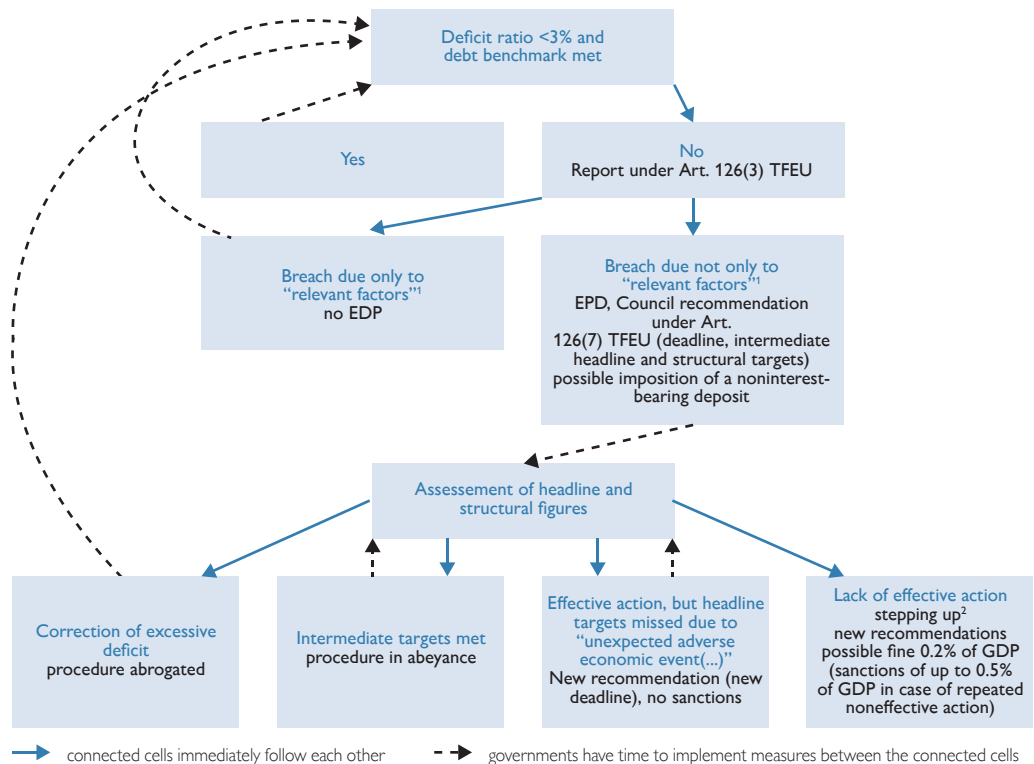 Deficit ratio <3% and
debt benchmark met
Yes
No
Report under Art. 126(3) TFEU
Breach due only to
“relevant factors”¹
no EDP
Breach due not only to
“relevant factors”¹
EPD, Council recommendation
under Art.
126(7) TFEU (deadline, intermediate
headline and structural targets)
possible imposition of a noninterest-
bearing deposit
Assessement of headline and
structural figures
Correction of excessive
deficit
procedure abrogated
Intermediate targets met
procedure in abeyance
Effective action, but headline
targets missed due to
“unexpected adverse
economic event(...)”
New recommendation (new
deadline), no sanctions
Lack of effective action
stepping up²
new recommendations
possible fine 0.2% of GDP
(sanctions of up to 0.5%
of GDP in case of repeated
noneffective action)
connected cells immediately follow each other
governments have time to implement measures between the connected cells